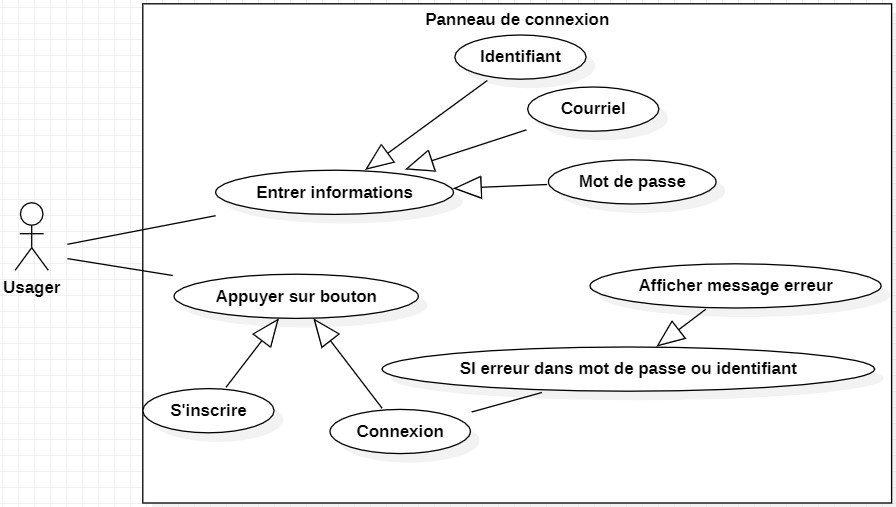 Panneau de connexion
Identifiant
Courriel
Mot de passe
Entrer informations
Usager
Appuyer sur bouton
Afficher message erreur
SI erreur dans mot de passe ou identifiant
S'inscrire
Connexion